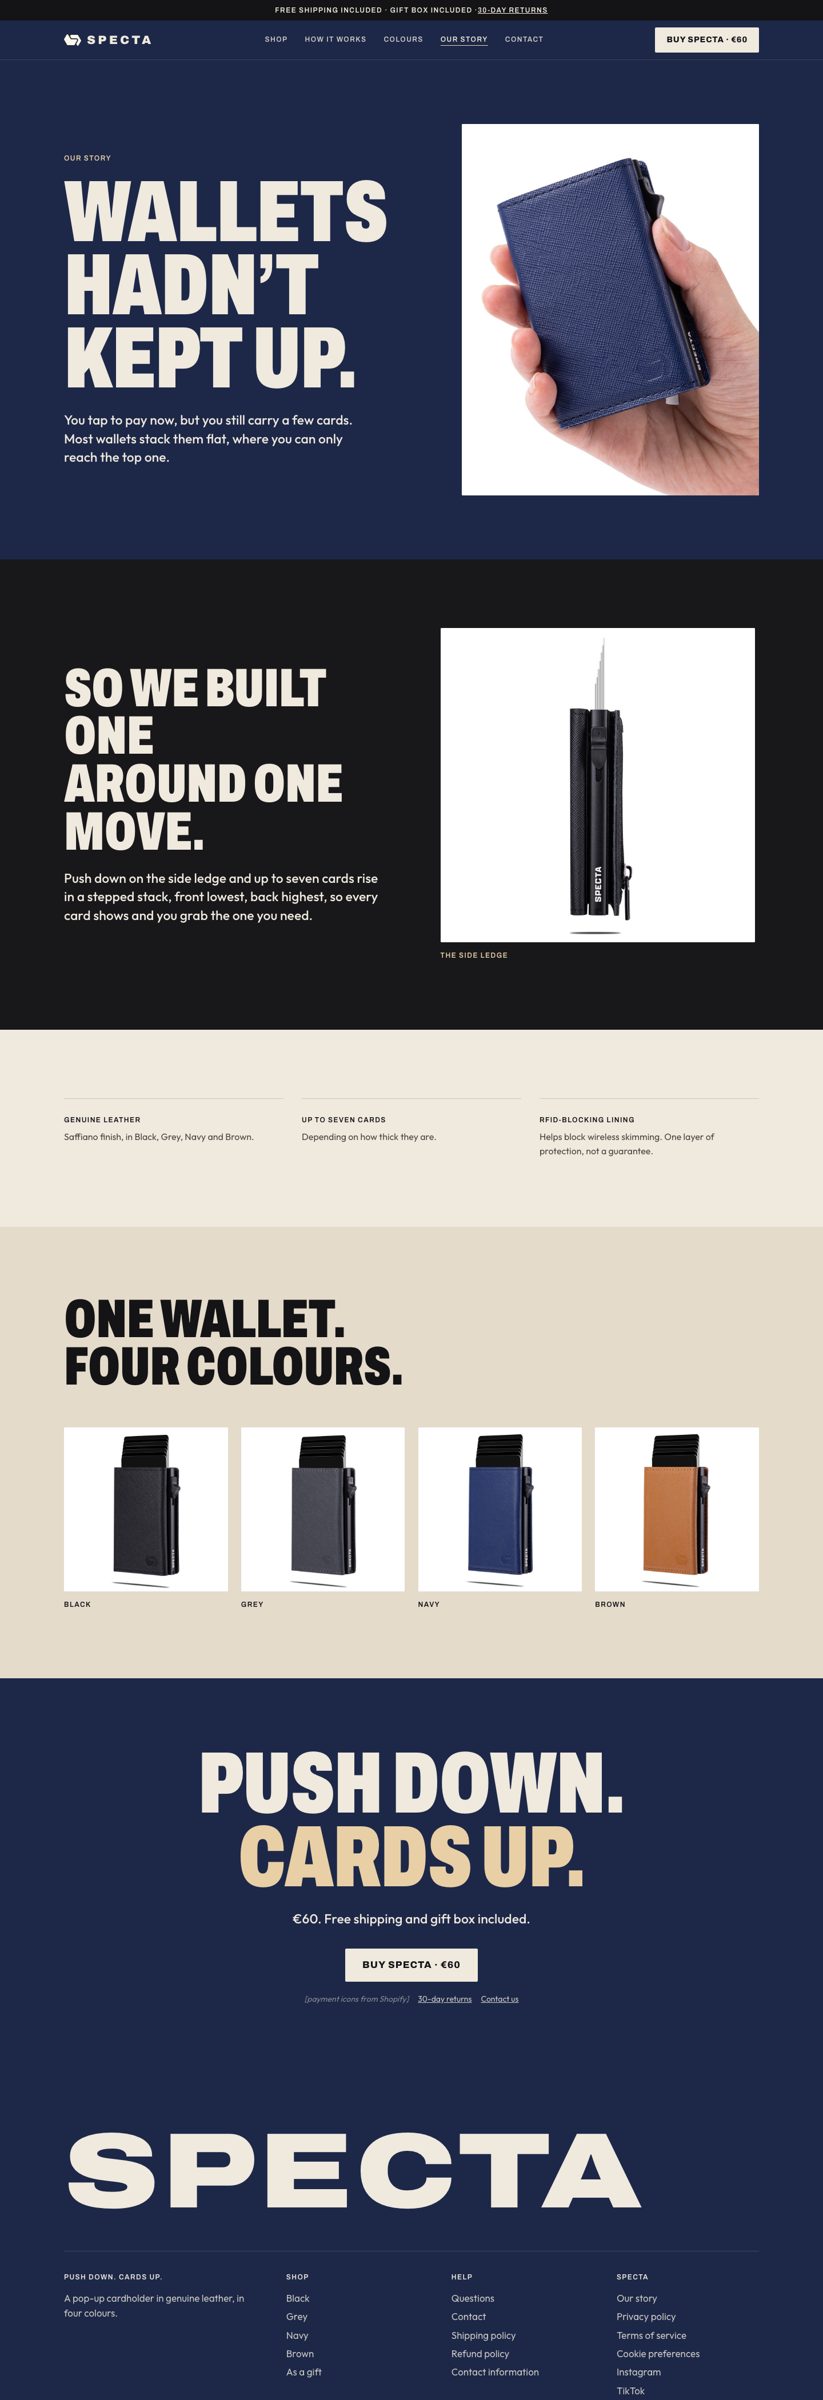 FREE SHIPPING INCLUDED · GIFT BOX INCLUDED · 30-DAY RETURNS
SPECTA
SHOP
HOW IT WORKS
COLOURS
OUR STORY
CONTACT
BUY SPECTA · €60
OUR STORY
WALLETS
HADN’T
KEPT UP.
You tap to pay now, but you still carry a few cards.
Most wallets stack them flat, where you can only
reach the top one.
SPECTA
SO WE BUILT
ONE
AROUND ONE
MOVE.
Push down on the side ledge and up to seven cards rise
in a stepped stack, front lowest, back highest, so every
card shows and you grab the one you need.
SPECTA
THE SIDE LEDGE
GENUINE LEATHER
Saffiano finish, in Black, Grey, Navy and Brown.
UP TO SEVEN CARDS
Depending on how thick they are.
RFID-BLOCKING LINING
Helps block wireless skimming. One layer of
protection, not a guarantee.
ONE WALLET.
FOUR COLOURS.
SPECTA
SPECTA
SPECTA
SPECTA
BLACK
GREY
NAVY
BROWN
PUSH DOWN.
CARDS UP.
€60. Free shipping and gift box included.
BUY SPECTA · €60
[payment icons from Shopify]
30-day returns
Contact us
SPECTA
PUSH DOWN. CARDS UP.
A pop-up cardholder in genuine leather, in
four colours.
SHOP
Black
Grey
Navy
Brown
As a gift
HELP
Questions
Contact
Shipping policy
Refund policy
Contact information
SPECTA
Our story
Privacy policy
Terms of service
Cookie preferences
Instagram
TikTok